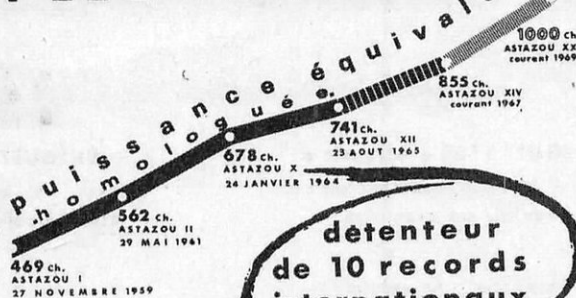 puissance équival
homologuée.
1000 ch
ASTAZOU XX
courant 1969
855 ch.
ASTAZOU XIV
courant 1967
741 ch.
ASTAZOU XII
23 AOUT 1965
678 ch.
ASTAZOU X
24 JANVIER 1964
562 ch.
ASTAZOU II
29 MAI 1961
469 ch.
ASTAZOU I
27 NOVEMBRE 1959
détenteur
de 10 records
internationaux